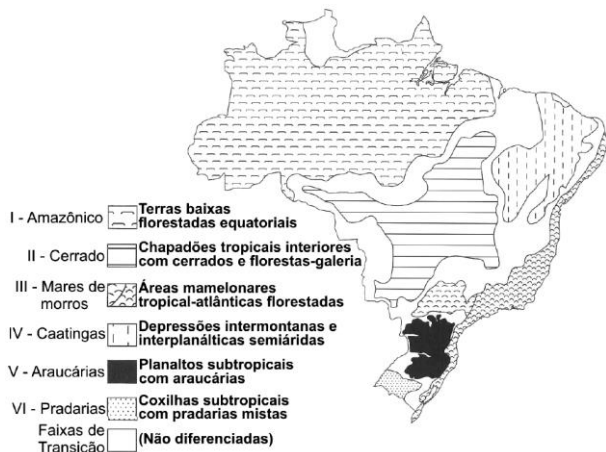 I - Amazônico
Terras baixas
florestadas equatoriais
II - Cerrado
Chapadões tropicais interiores
com cerrados e florestas-galeria
III - Mares de
morros
Áreas mamelonares
tropical-atlânticas florestadas
IV - Caatingas
Depressões intermontanas e
interplanálticas semiáridas
V - Araucárias
Planaltos subtropicais
com araucárias
VI - Pradarias
Coxilhas subtropicais
com pradarias mistas
Faixas de
Transição
(Não diferenciadas)